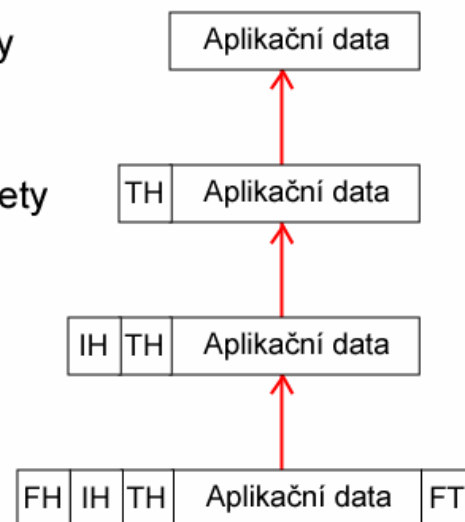 y Aplikační data
ety TH Aplikační data
IH TH Aplikační data
FH IH TH Aplikační data FT